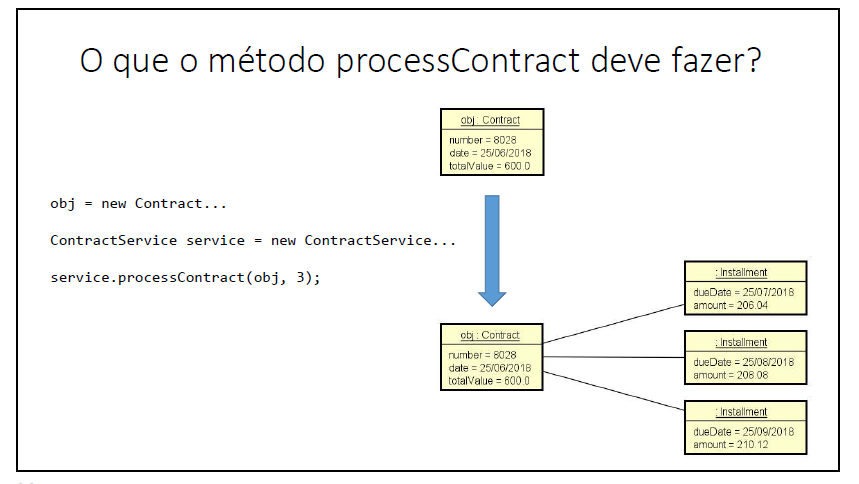 O que o método processContract deve fazer?
obj : Contract
number = 8028
date = 25/06/2018
totalValue = 600.0
obj = new Contract...
ContractService service = new ContractService...
service.processContract(obj, 3);
obj : Contract
number = 8028
date = 25/06/2018
totalValue = 600.0
: Installment
dueDate = 25/07/2018
amount = 206.04
: Installment
dueDate = 25/08/2018
amount = 208.08
: Installment
dueDate = 25/09/2018
amount = 210.12